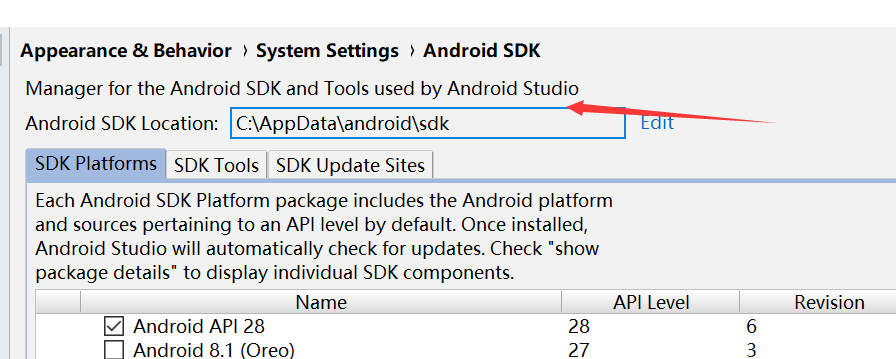 Appearance & Behavior › System Settings › Android SDK
Manager for the Android SDK and Tools used by Android Studio
Android SDK Location: C:\AppData\android\sdk Edit
SDK Platforms SDK Tools SDK Update Sites
Each Android SDK Platform package includes the Android platform
and sources pertaining to an API level by default. Once installed,
Android Studio will automatically check for updates. Check "show
package details" to display individual SDK components.
Name API Level Revision
Android API 28 28 6
Android 8.1 (Oreo) 27 3